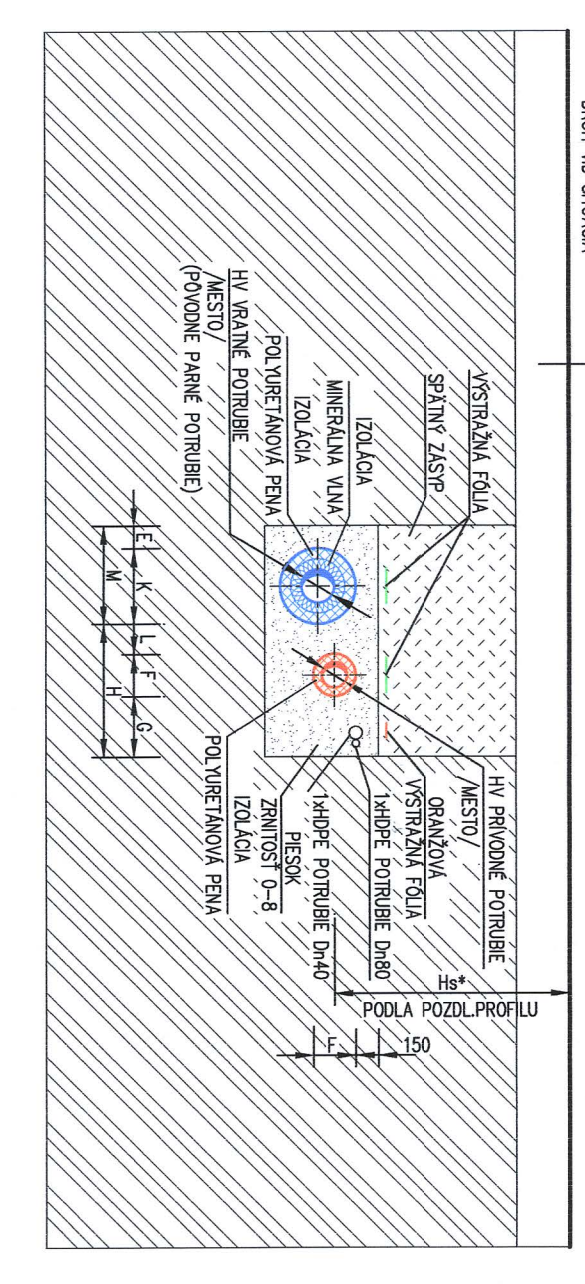 VÝSTRAŽNÁ FÓLIA
SPÄTNÝ ZÁSYP
IZOLÁCIA
MINERÁLNA VLNA
IZOLÁCIA
POLYURETÁNOVÁ PENA
HV VRATNÉ POTRUBIE
/MESTO/
(PÔVODNE PARNÉ POTRUBIE)
HV PRÍVODNÉ POTRUBIE
/MESTO/
ORANŽOVÁ
VÝSTRAŽNÁ FÓLIA
1xHDPE POTRUBIE Dn80
1xHDPE POTRUBIE Dn40
PIESOK
ZRNITOSŤ 0-8
IZOLÁCIA
POLYURETÁNOVÁ PENA
Hs*
PODLA POZDL.PROFILU
150
F
E
K
L
F
G
M
H